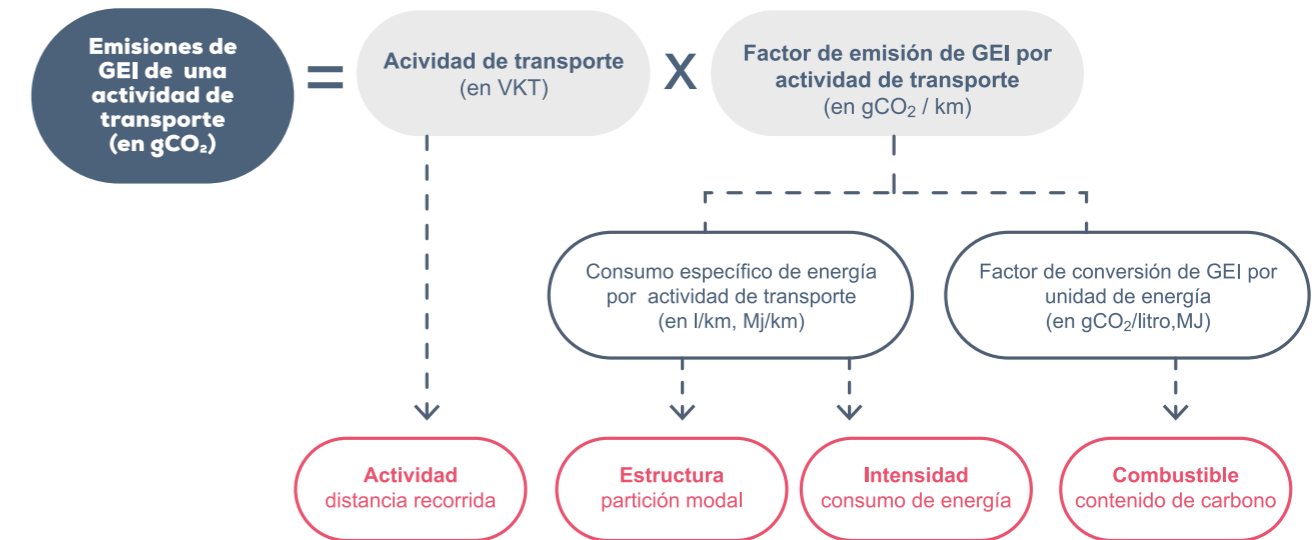 Emisiones de
GEI de una
actividad de
transporte
(en gCO₂)
=
Acividad de transporte
(en VKT)
X
Factor de emisión de GEI por
actividad de transporte
(en gCO₂ / km)
Consumo específico de energía
por actividad de transporte
(en l/km, Mj/km)
Factor de conversión de GEI por
unidad de energía
(en gCO₂/litro,MJ)
Actividad
distancia recorrida
Estructura
partición modal
Intensidad
consumo de energía
Combustible
contenido de carbono